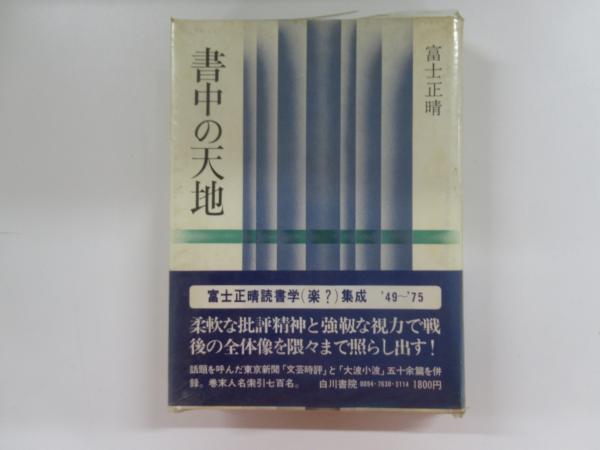 書中の天地
富士正晴
富士正晴読書学(楽?)集成 '49〜'75
柔軟な批評精神と強靱な視力で戦
後の全体像を隈々まで照らし出す!
話題を呼んだ東京新聞「文芸時評」と「大波小波」五十余篇を併
録。巻末人名索引七百名。 白川書院 0094-7630-3114 1800円